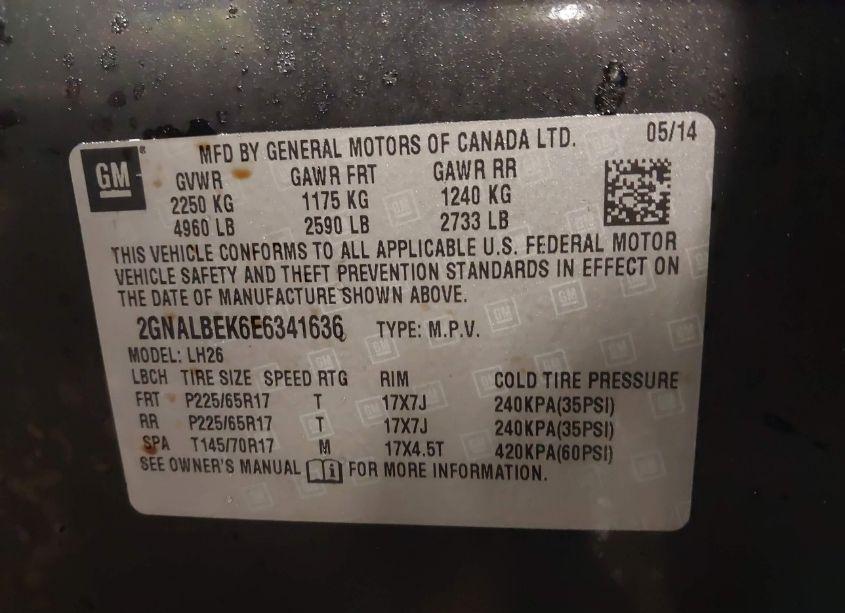 GM
MFD BY GENERAL MOTORS OF CANADA LTD. 05/14
GVWR GAWR FRT GAWR RR
2250 KG 1175 KG 1240 KG
4960 LB 2590 LB 2733 LB
THIS VEHICLE CONFORMS TO ALL APPLICABLE U.S. FEDERAL MOTOR
VEHICLE SAFETY AND THEFT PREVENTION STANDARDS IN EFFECT ON
THE DATE OF MANUFACTURE SHOWN ABOVE.
2GNALBEK6E6341636 TYPE: M.P.V.
MODEL: LH26
LBCH TIRE SIZE SPEED RTG RIM COLD TIRE PRESSURE
FRT P225/65R17 T 17X7J 240KPA(35PSI)
RR P225/65R17 T 17X7J 240KPA(35PSI)
SPA T145/70R17 M 17X4.5T 420KPA(60PSI)
SEE OWNER'S MANUAL FOR MORE INFORMATION.